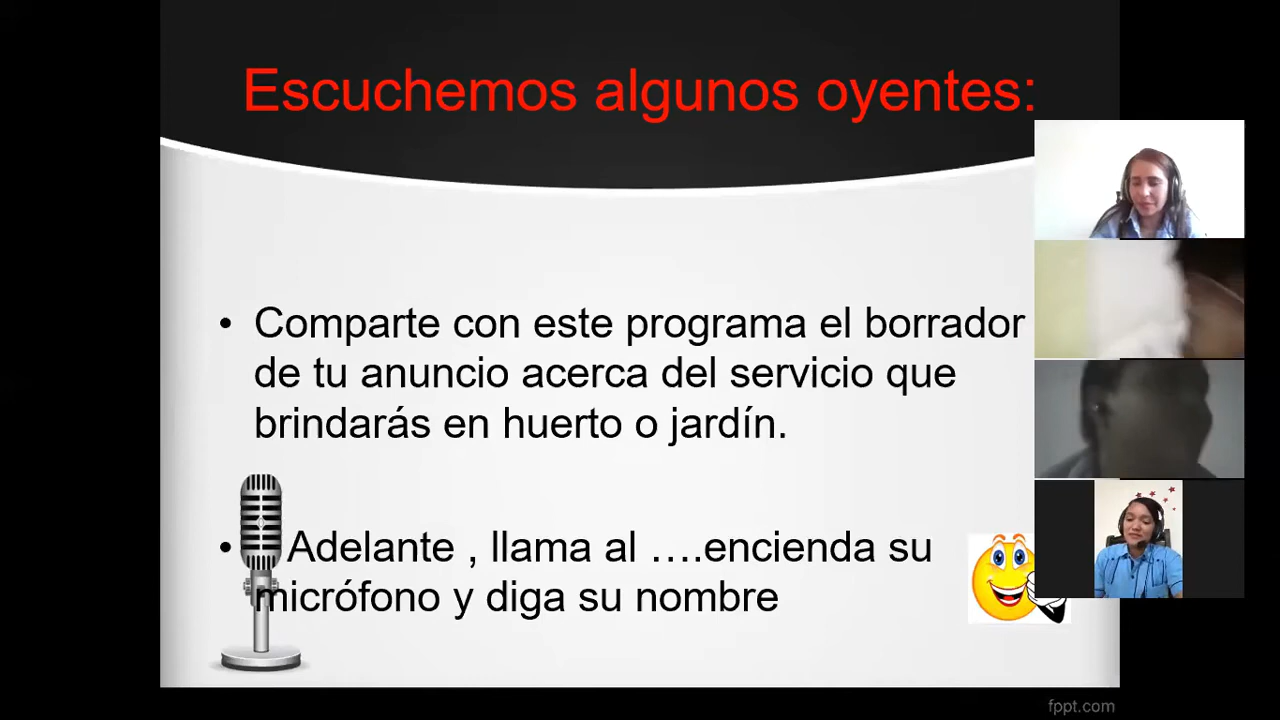 Escuchemos algunos oyentes:
• Comparte con este programa el borrador
de tu anuncio acerca del servicio que
brindarás en huerto o jardín.
• Adelante , llama al ….encienda su
micrófono y diga su nombre
fppt.com